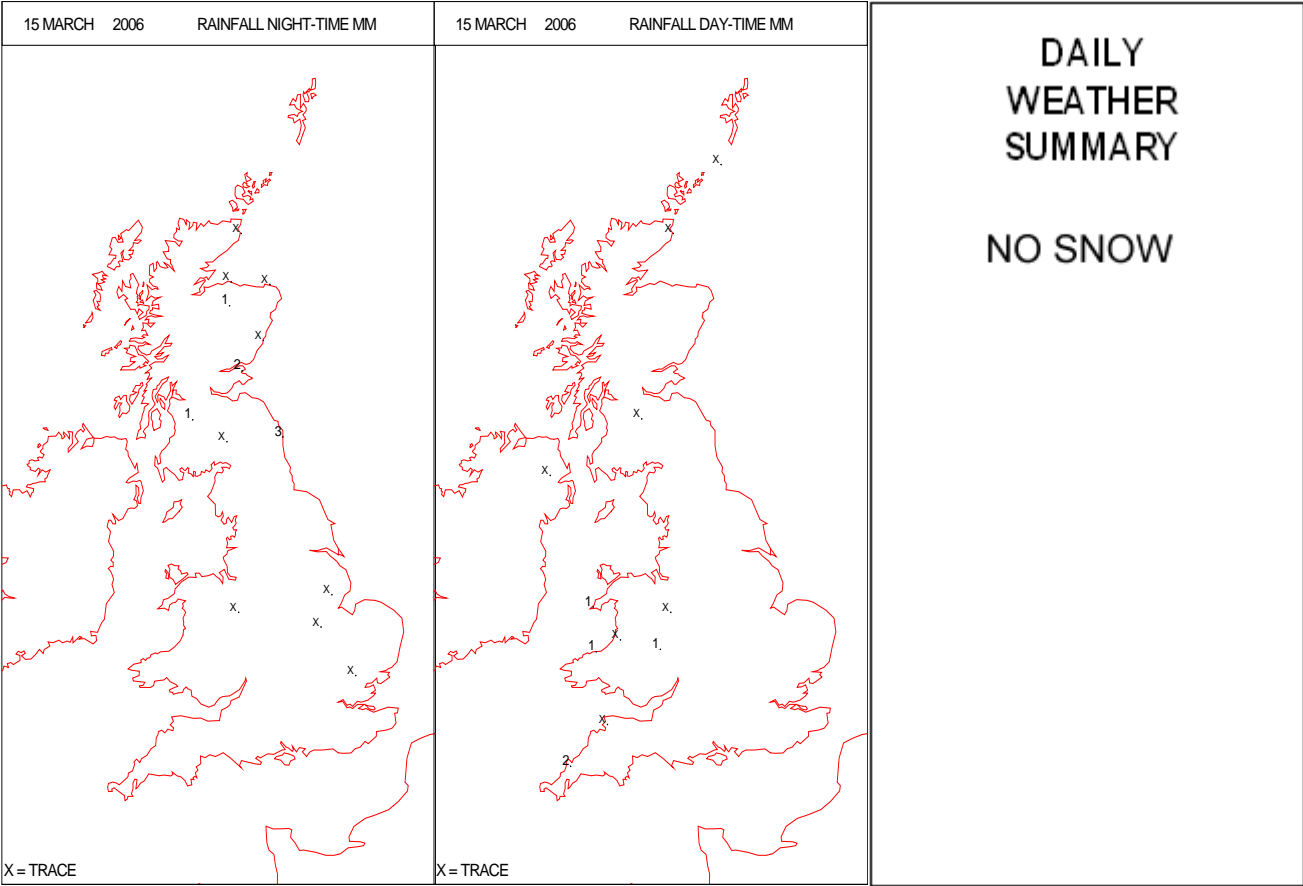 15 MARCH 2006 RAINFALL NIGHT-TIME MM
X.
X. X.
1.
X.
2.
1.
3.
X.
X.
X.
X.
X.
X = TRACE
15 MARCH 2006 RAINFALL DAY-TIME MM
X.
X.
X.
X.
1.
X.
X.
1.
1.
X.
2.
X = TRACE
DAILY
WEATHER
SUMMARY
NO SNOW